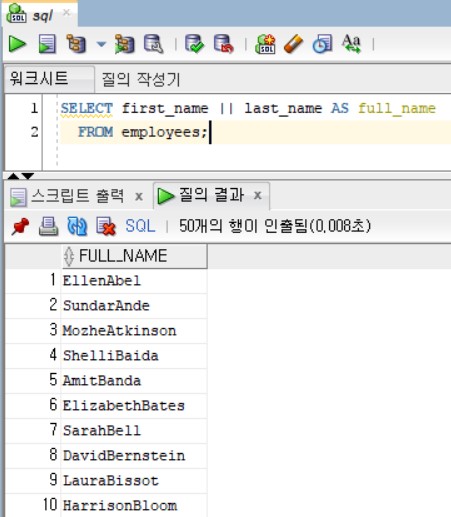 sql
워크시트 질의 작성기
1 SELECT first_name || last_name AS full_name
2 FROM employees;
스크립트 출력 x 질의 결과 x
SQL | 50개의 행이 인출됨(0,008초)
FULL_NAME
1 EllenAbel
2 SundarAnde
3 MozheAtkinson
4 ShelliBaida
5 AmitBanda
6 ElizabethBates
7 SarahBell
8 DavidBernstein
9 LauraBissot
10 HarrisonBloom